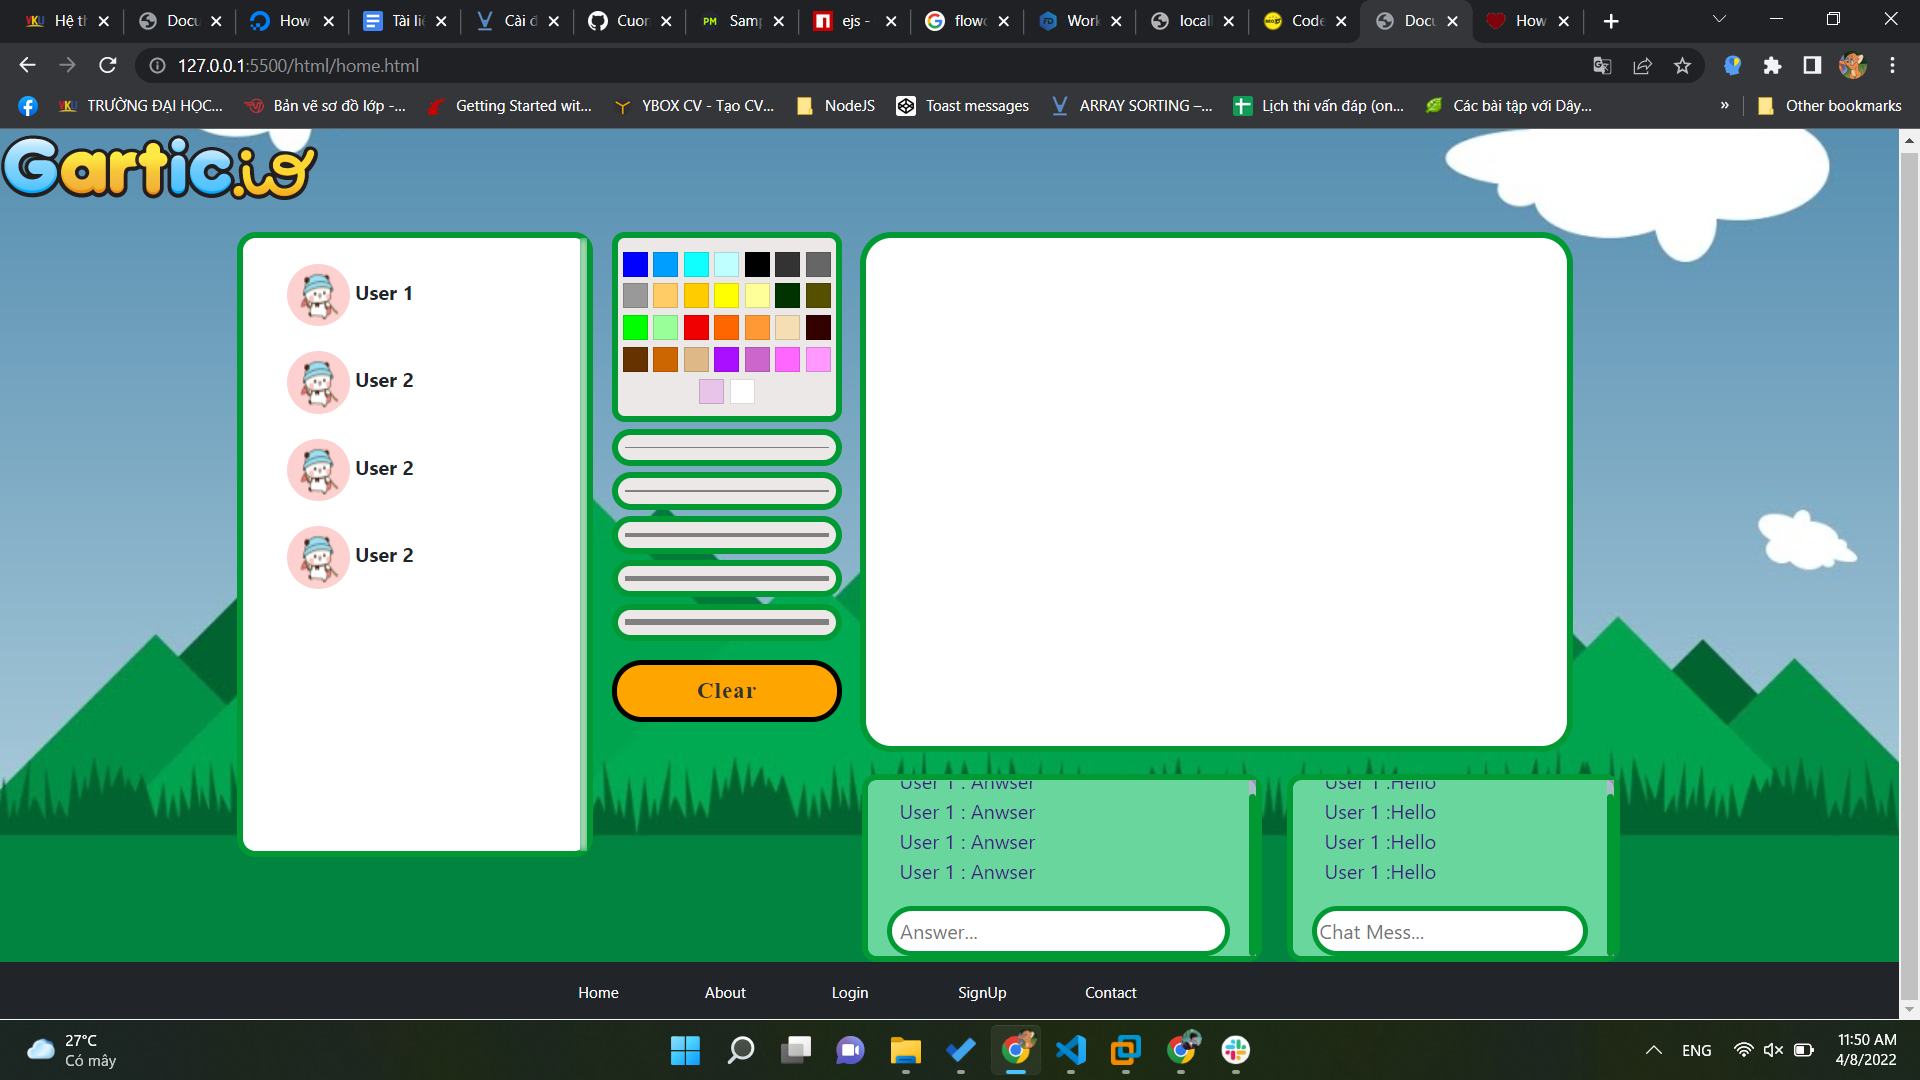 Hệ th
Docu
How
Tài liệ
Cài đ
Cuon
Samp
ejs -
flowc
Work
locall
Code
Docu
How
127.0.0.1:5500/html/home.html
TRƯỜNG ĐẠI HỌC...
Bản vẽ sơ đồ lớp -...
Getting Started wit...
YBOX CV - Tạo CV...
NodeJS
Toast messages
ARRAY SORTING –...
Lịch thi vấn đáp (on...
Các bài tập với Dãy...
»
Other bookmarks
Gartic.io
User 1
User 2
User 2
User 2
Clear
User 1 : Anwser
User 1 : Anwser
User 1 : Anwser
User 1 : Anwser
Answer...
User 1 :Hello
User 1 :Hello
User 1 :Hello
User 1 :Hello
Chat Mess...
Home
About
Login
SignUp
Contact
27°C
Có mây
ENG
11:50 AM
4/8/2022